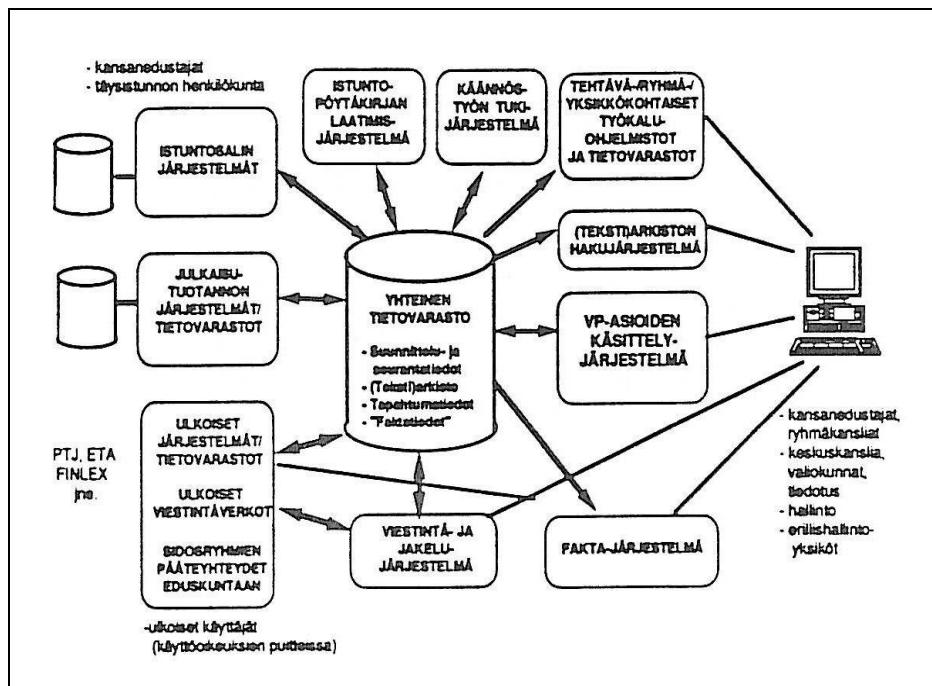 - kansanedustajat
- täysistunnon henkilökunta
ISTUNTOSALIN
JÄRJESTELMÄT
ISTUNTO-
PÖYTÄKIRJAN
LAATIMIS-
JÄRJESTELMÄ
KÄÄNNÖS-
TYÖN TUKI-
JÄRJESTELMÄ
TEHTÄVÄ-/RYHMÄ-/
YKSIKKÖKOHTAISET
TYÖKALU-
OHJELMISTOT
JA TIETOVARASTOT
(TEKSTI)ARKISTON
HAKUJÄRJESTELMÄ
JULKAISU-
TUOTANNON
JÄRJESTELMÄT/
TIETOVARASTOT
YHTEINEN
TIETOVARASTO
- Suunnittelu- ja
seurantatiedot
- (Teksti)arkisto
- Tapahtumatiedot
- "Faktatiedot"
VP-ASIOIDEN
KÄSITTELY-
JÄRJESTELMÄ
PTJ, ETA
FINLEX
jne.
ULKOISET
JÄRJESTELMÄT/
TIETOVARASTOT
ULKOISET
VIESTINTÄVERKOT
SIDOSRYHMIEN
PÄÄTEYHTEYDET
EDUSKUNTAAN
-ulkoiset käyttäjät
(käyttöoikeuksien puitteissa)
VIESTINTÄ- JA
JAKELU-
JÄRJESTELMÄ
FAKTA-JÄRJESTELMÄ
- kansanedustajat,
ryhmäkansliat
- keskuskanslia,
valiokunnat,
tiedotus
- hallinto
- erillishallinto-
yksiköt